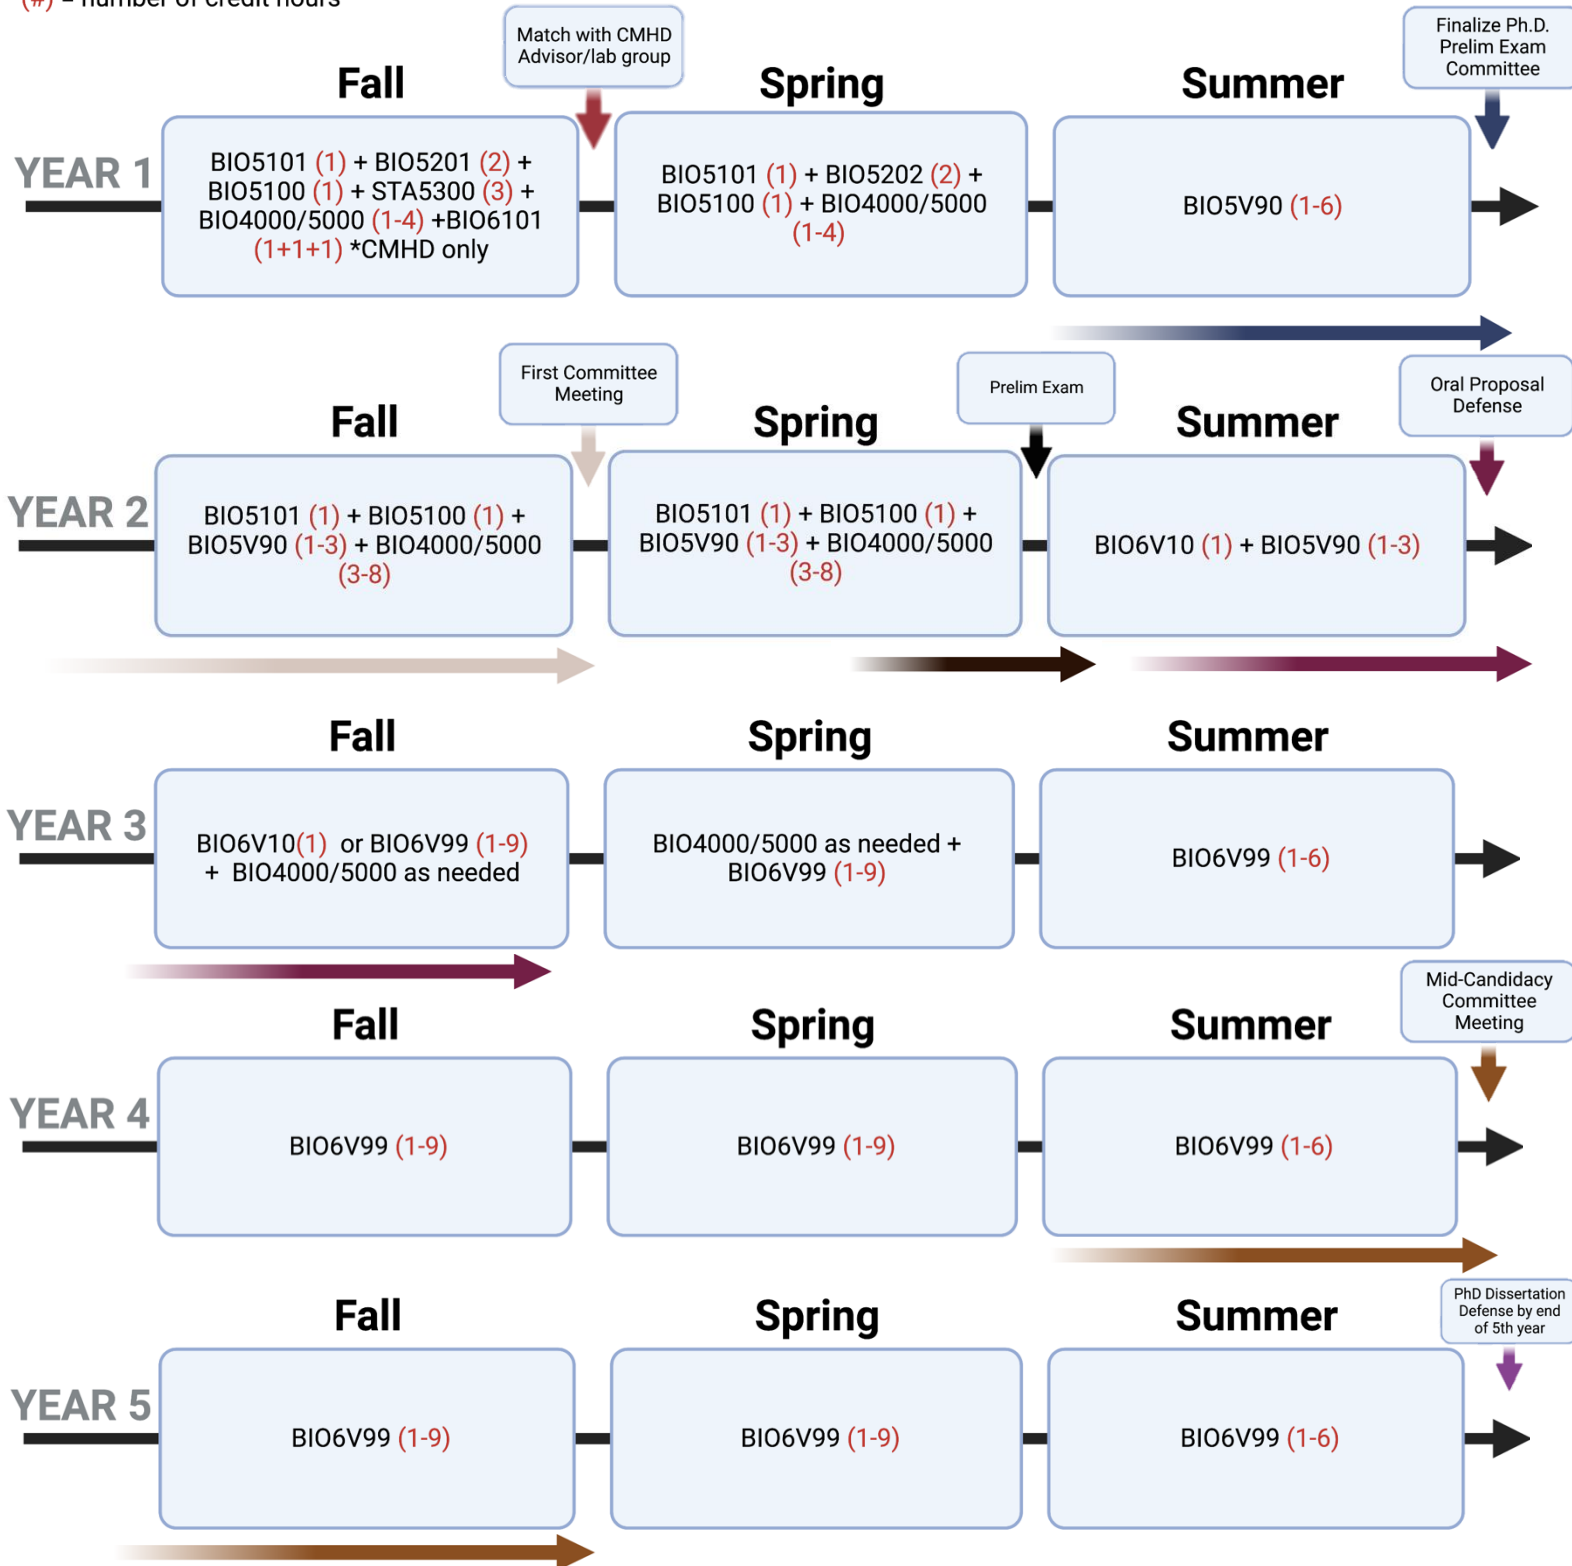 (#) = number of credit hours
Match with CMHD
Advisor/lab group
Finalize Ph.D.
Prelim Exam
Committee
Fall
Spring
Summer
YEAR 1
BIO5101 (1) + BIO5201 (2) +
BIO5100 (1) + STA5300 (3) +
BIO4000/5000 (1-4) +BIO6101
(1+1+1) *CMHD only
BIO5101 (1) + BIO5202 (2) +
BIO5100 (1) + BIO4000/5000
(1-4)
BIO5V90 (1-6)
First Committee
Meeting
Prelim Exam
Oral Proposal
Defense
Fall
Spring
Summer
YEAR 2
BIO5101 (1) + BIO5100 (1) +
BIO5V90 (1-3) + BIO4000/5000
(3-8)
BIO5101 (1) + BIO5100 (1) +
BIO5V90 (1-3) + BIO4000/5000
(3-8)
BIO6V10 (1) + BIO5V90 (1-3)
Fall
Spring
Summer
YEAR 3
BIO6V10(1) or BIO6V99 (1-9)
+ BIO4000/5000 as needed
BIO4000/5000 as needed +
BIO6V99 (1-9)
BIO6V99 (1-6)
Mid-Candidacy
Committee
Meeting
Fall
Spring
Summer
YEAR 4
BIO6V99 (1-9)
BIO6V99 (1-9)
BIO6V99 (1-6)
PhD Dissertation
Defense by end
of 5th year
Fall
Spring
Summer
YEAR 5
BIO6V99 (1-9)
BIO6V99 (1-9)
BIO6V99 (1-6)